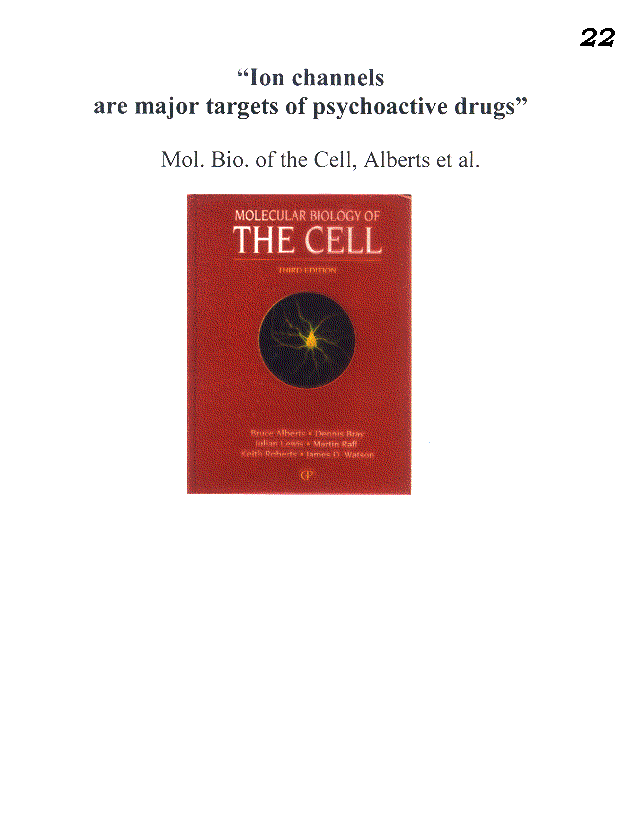 22
“Ion channels
are major targets of psychoactive drugs”
Mol. Bio. of the Cell, Alberts et al.
MOLECULAR BIOLOGY OF
THE CELL
THIRD EDITION
Bruce Alberts • Dennis Bray
Julian Lewis • Martin Raff
Keith Roberts • James D. Watson
GP